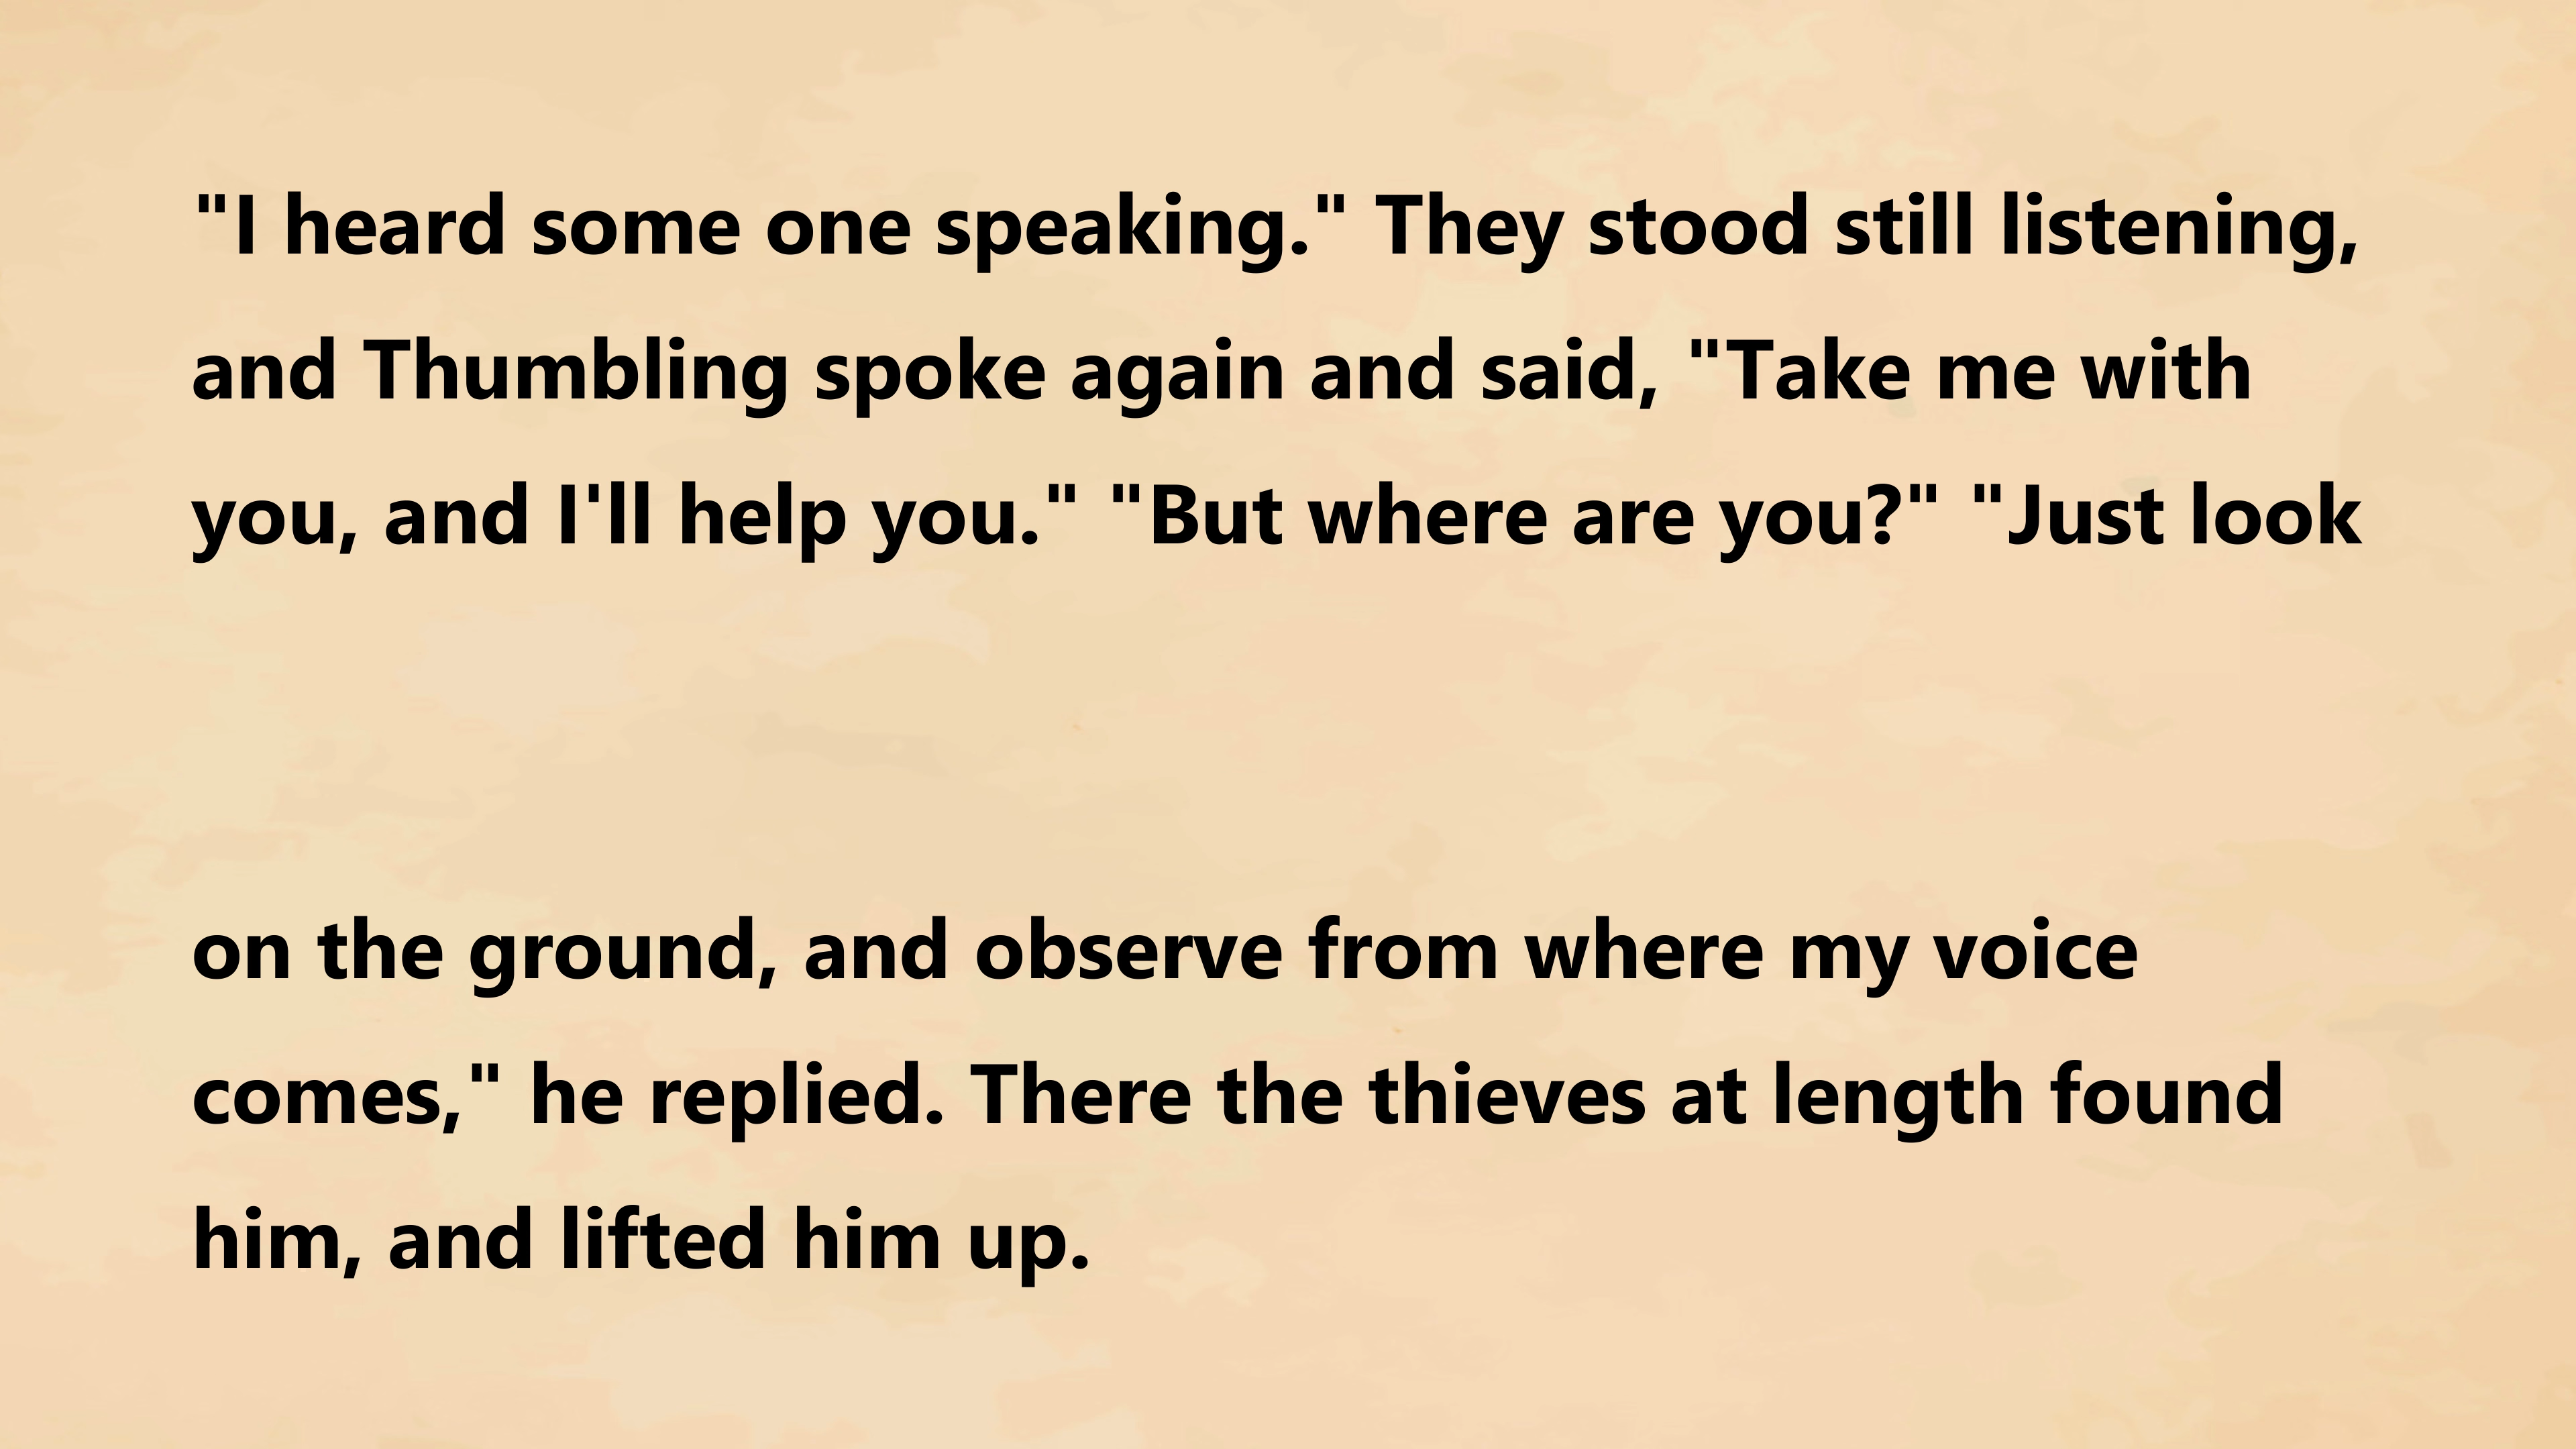 "I heard some one speaking." They stood still listening,
and Thumbling spoke again and said, "Take me with
you, and I'll help you." "But where are you?" "Just look
on the ground, and observe from where my voice
comes," he replied. There the thieves at length found
him, and lifted him up.